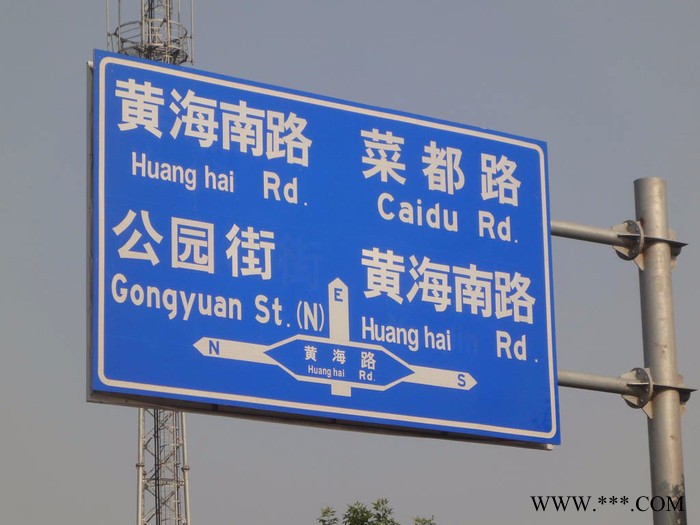 黄海南路
Huang hai Rd.
菜都路
Caidu Rd.
公园街
Gongyuan St.(N)
黄海南路
Huang hai Rd.
E
N
黄海路
Huang hai Rd.
S
WWW.***.COM